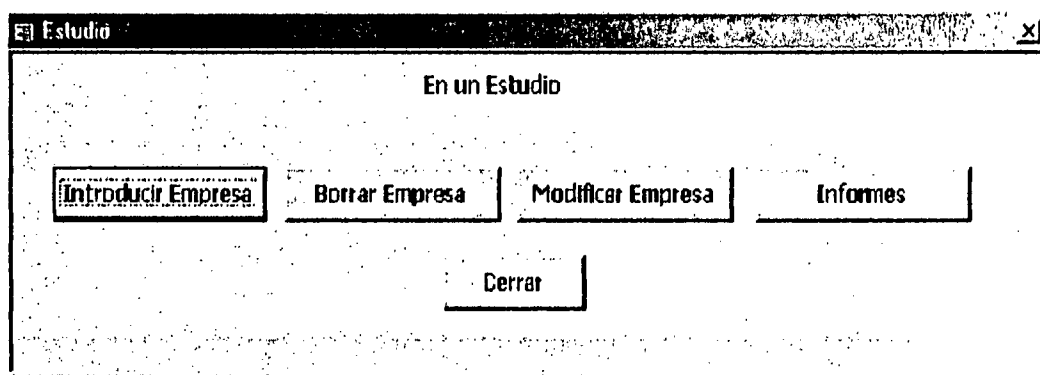 Estudio
En un Estudio
Introducir Empresa Borrar Empresa Modificar Empresa Informes
Cerrar